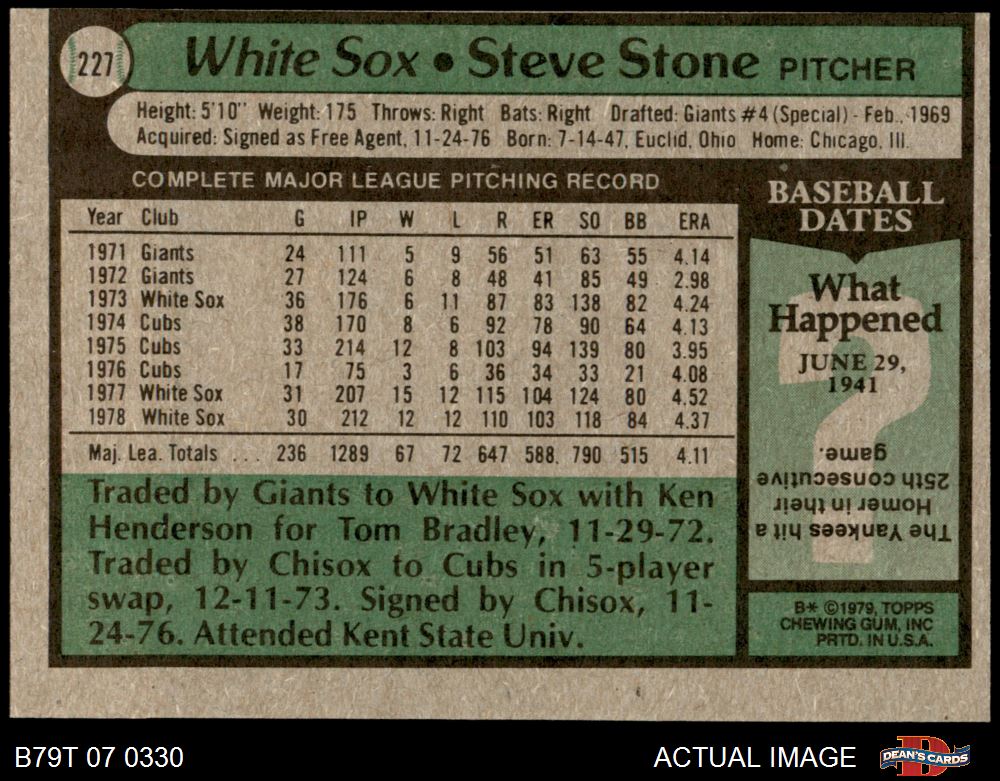 227
White Sox • Steve Stone PITCHER
Height: 5'10" Weight: 175 Throws: Right Bats: Right Drafted: Giants #4 (Special) - Feb., 1969
Acquired: Signed as Free Agent, 11-24-76 Born: 7-14-47, Euclid, Ohio Home: Chicago, Ill.
COMPLETE MAJOR LEAGUE PITCHING RECORD
Year Club G IP W L R ER SO BB ERA
1971 Giants 24 111 5 9 56 51 63 55 4.14
1972 Giants 27 124 6 8 48 41 85 49 2.98
1973 White Sox 36 176 6 11 87 83 138 82 4.24
1974 Cubs 38 170 8 6 92 78 90 64 4.13
1975 Cubs 33 214 12 8 103 94 139 80 3.95
1976 Cubs 17 75 3 6 36 34 33 21 4.08
1977 White Sox 31 207 15 12 115 104 124 80 4.52
1978 White Sox 30 212 12 12 110 103 118 84 4.37
Maj. Lea. Totals ... 236 1289 67 72 647 588. 790 515 4.11
Traded by Giants to White Sox with Ken
Henderson for Tom Bradley, 11-29-72.
Traded by Chisox to Cubs in 5-player
swap, 12-11-73. Signed by Chisox, 11-
24-76. Attended Kent State Univ.
BASEBALL
DATES
What
Happened
JUNE 29,
1941
?
The Yankees hit a
Homer in their
25th consecutive
game.
B* ©1979, TOPPS
CHEWING GUM, INC
PRTD. IN U.S.A.
B79T 07 0330
ACTUAL IMAGE
DEAN'S CARDS